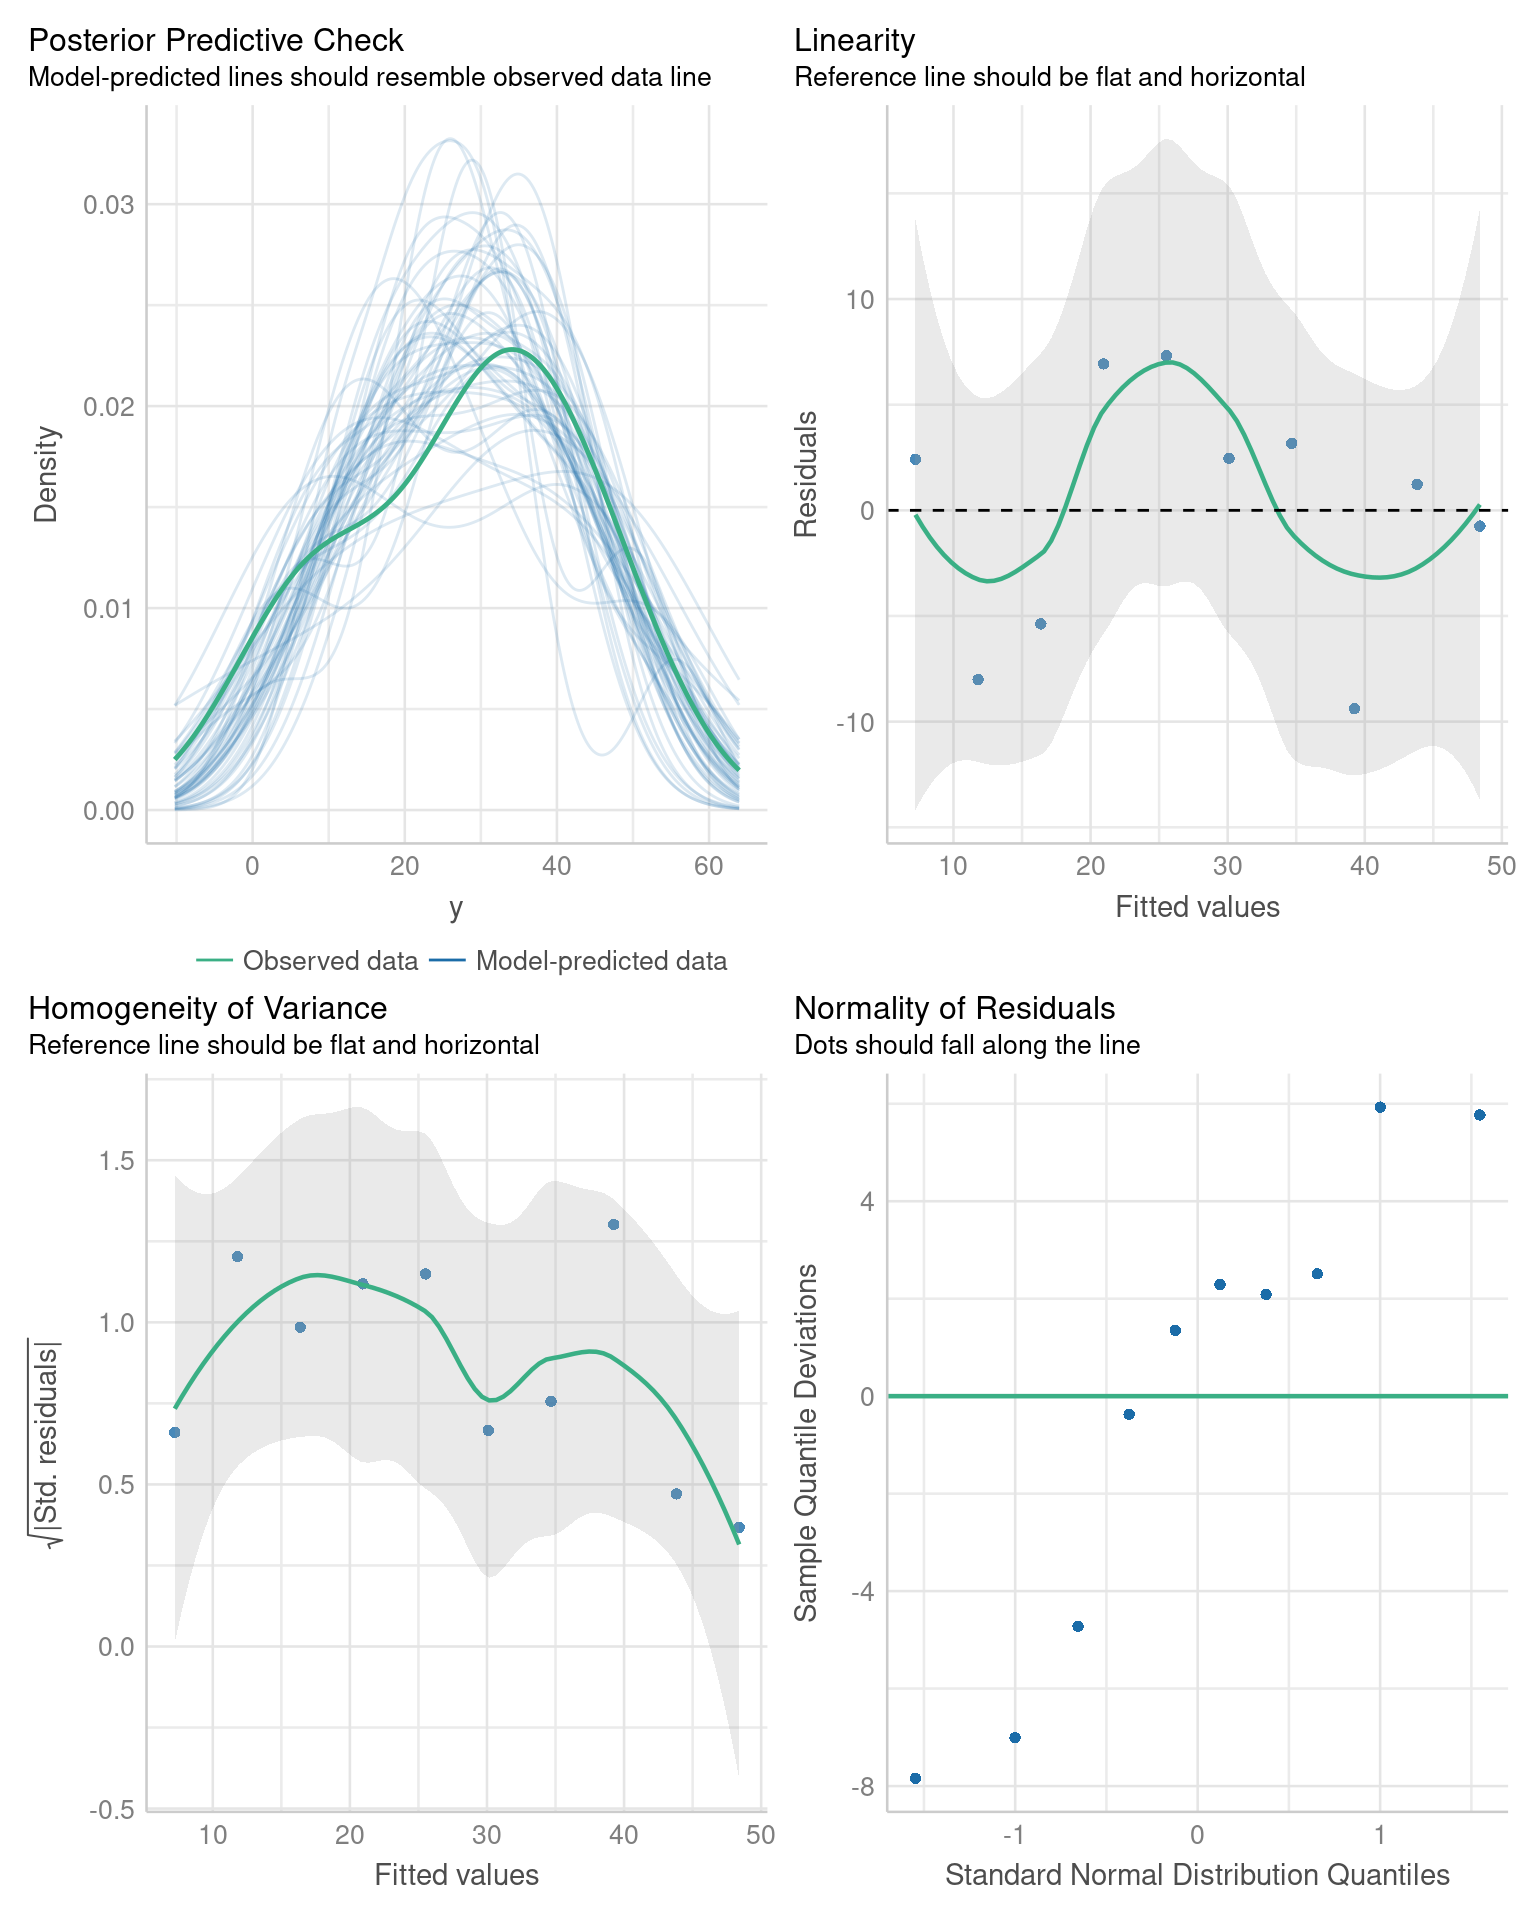 Posterior Predictive Check
Model-predicted lines should resemble observed data line
0.03
0.02
0.01
0.00
Density
0
20
40
60
y
Observed data
Model-predicted data
Linearity
Reference line should be flat and horizontal
10
0
-10
Residuals
10
20
30
40
50
Fitted values
Homogeneity of Variance
Reference line should be flat and horizontal
1.5
1.0
0.5
0.0
-0.5
√|Std. residuals|
10
20
30
40
50
Fitted values
Normality of Residuals
Dots should fall along the line
4
0
-4
-8
Sample Quantile Deviations
-1
0
1
Standard Normal Distribution Quantiles